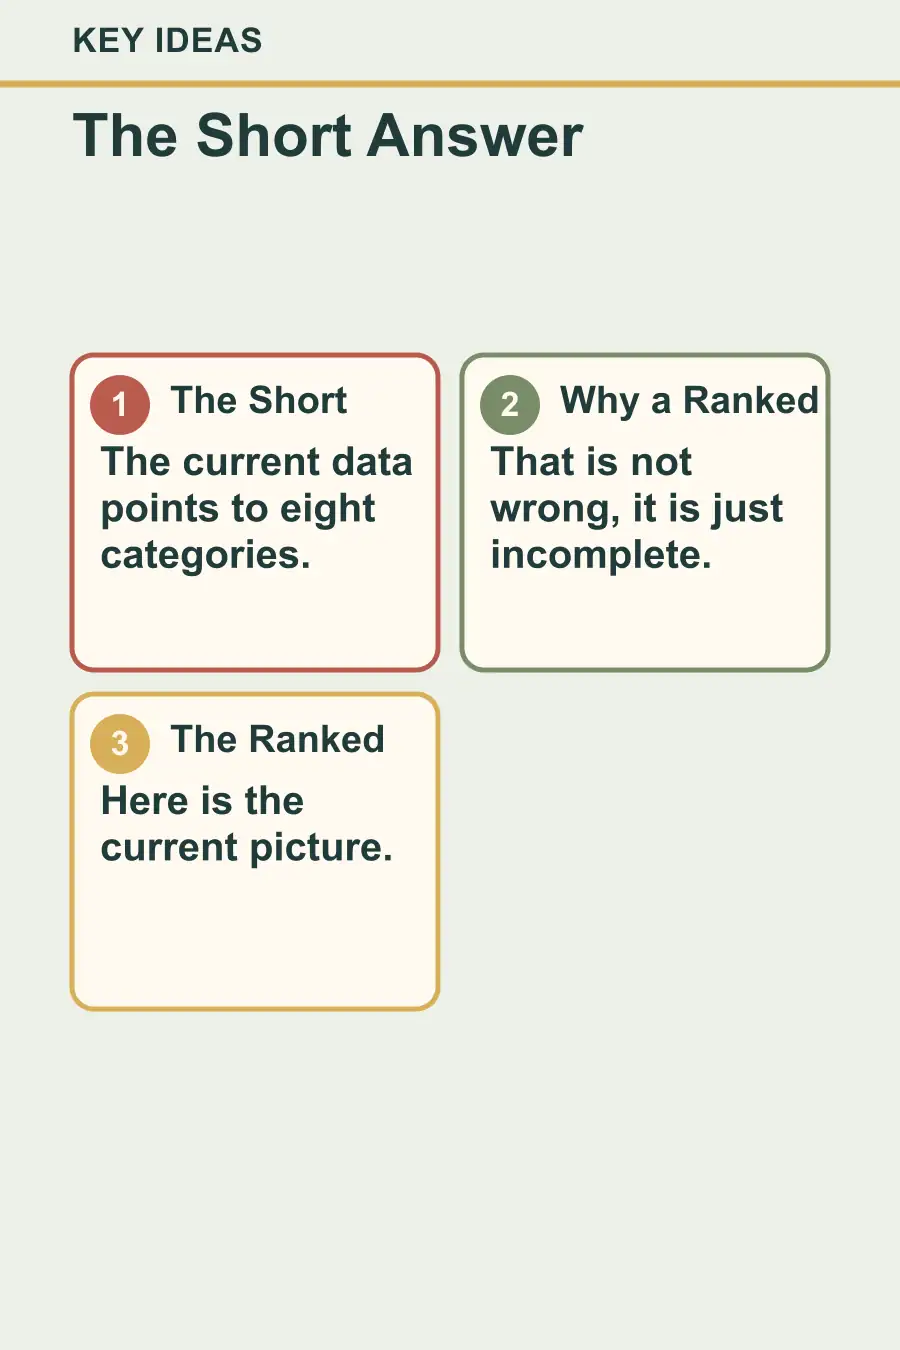 KEY IDEAS
The Short Answer
1 The Short
The current data
points to eight
categories.
2 Why a Ranked
That is not
wrong, it is just
incomplete.
3 The Ranked
Here is the
current picture.